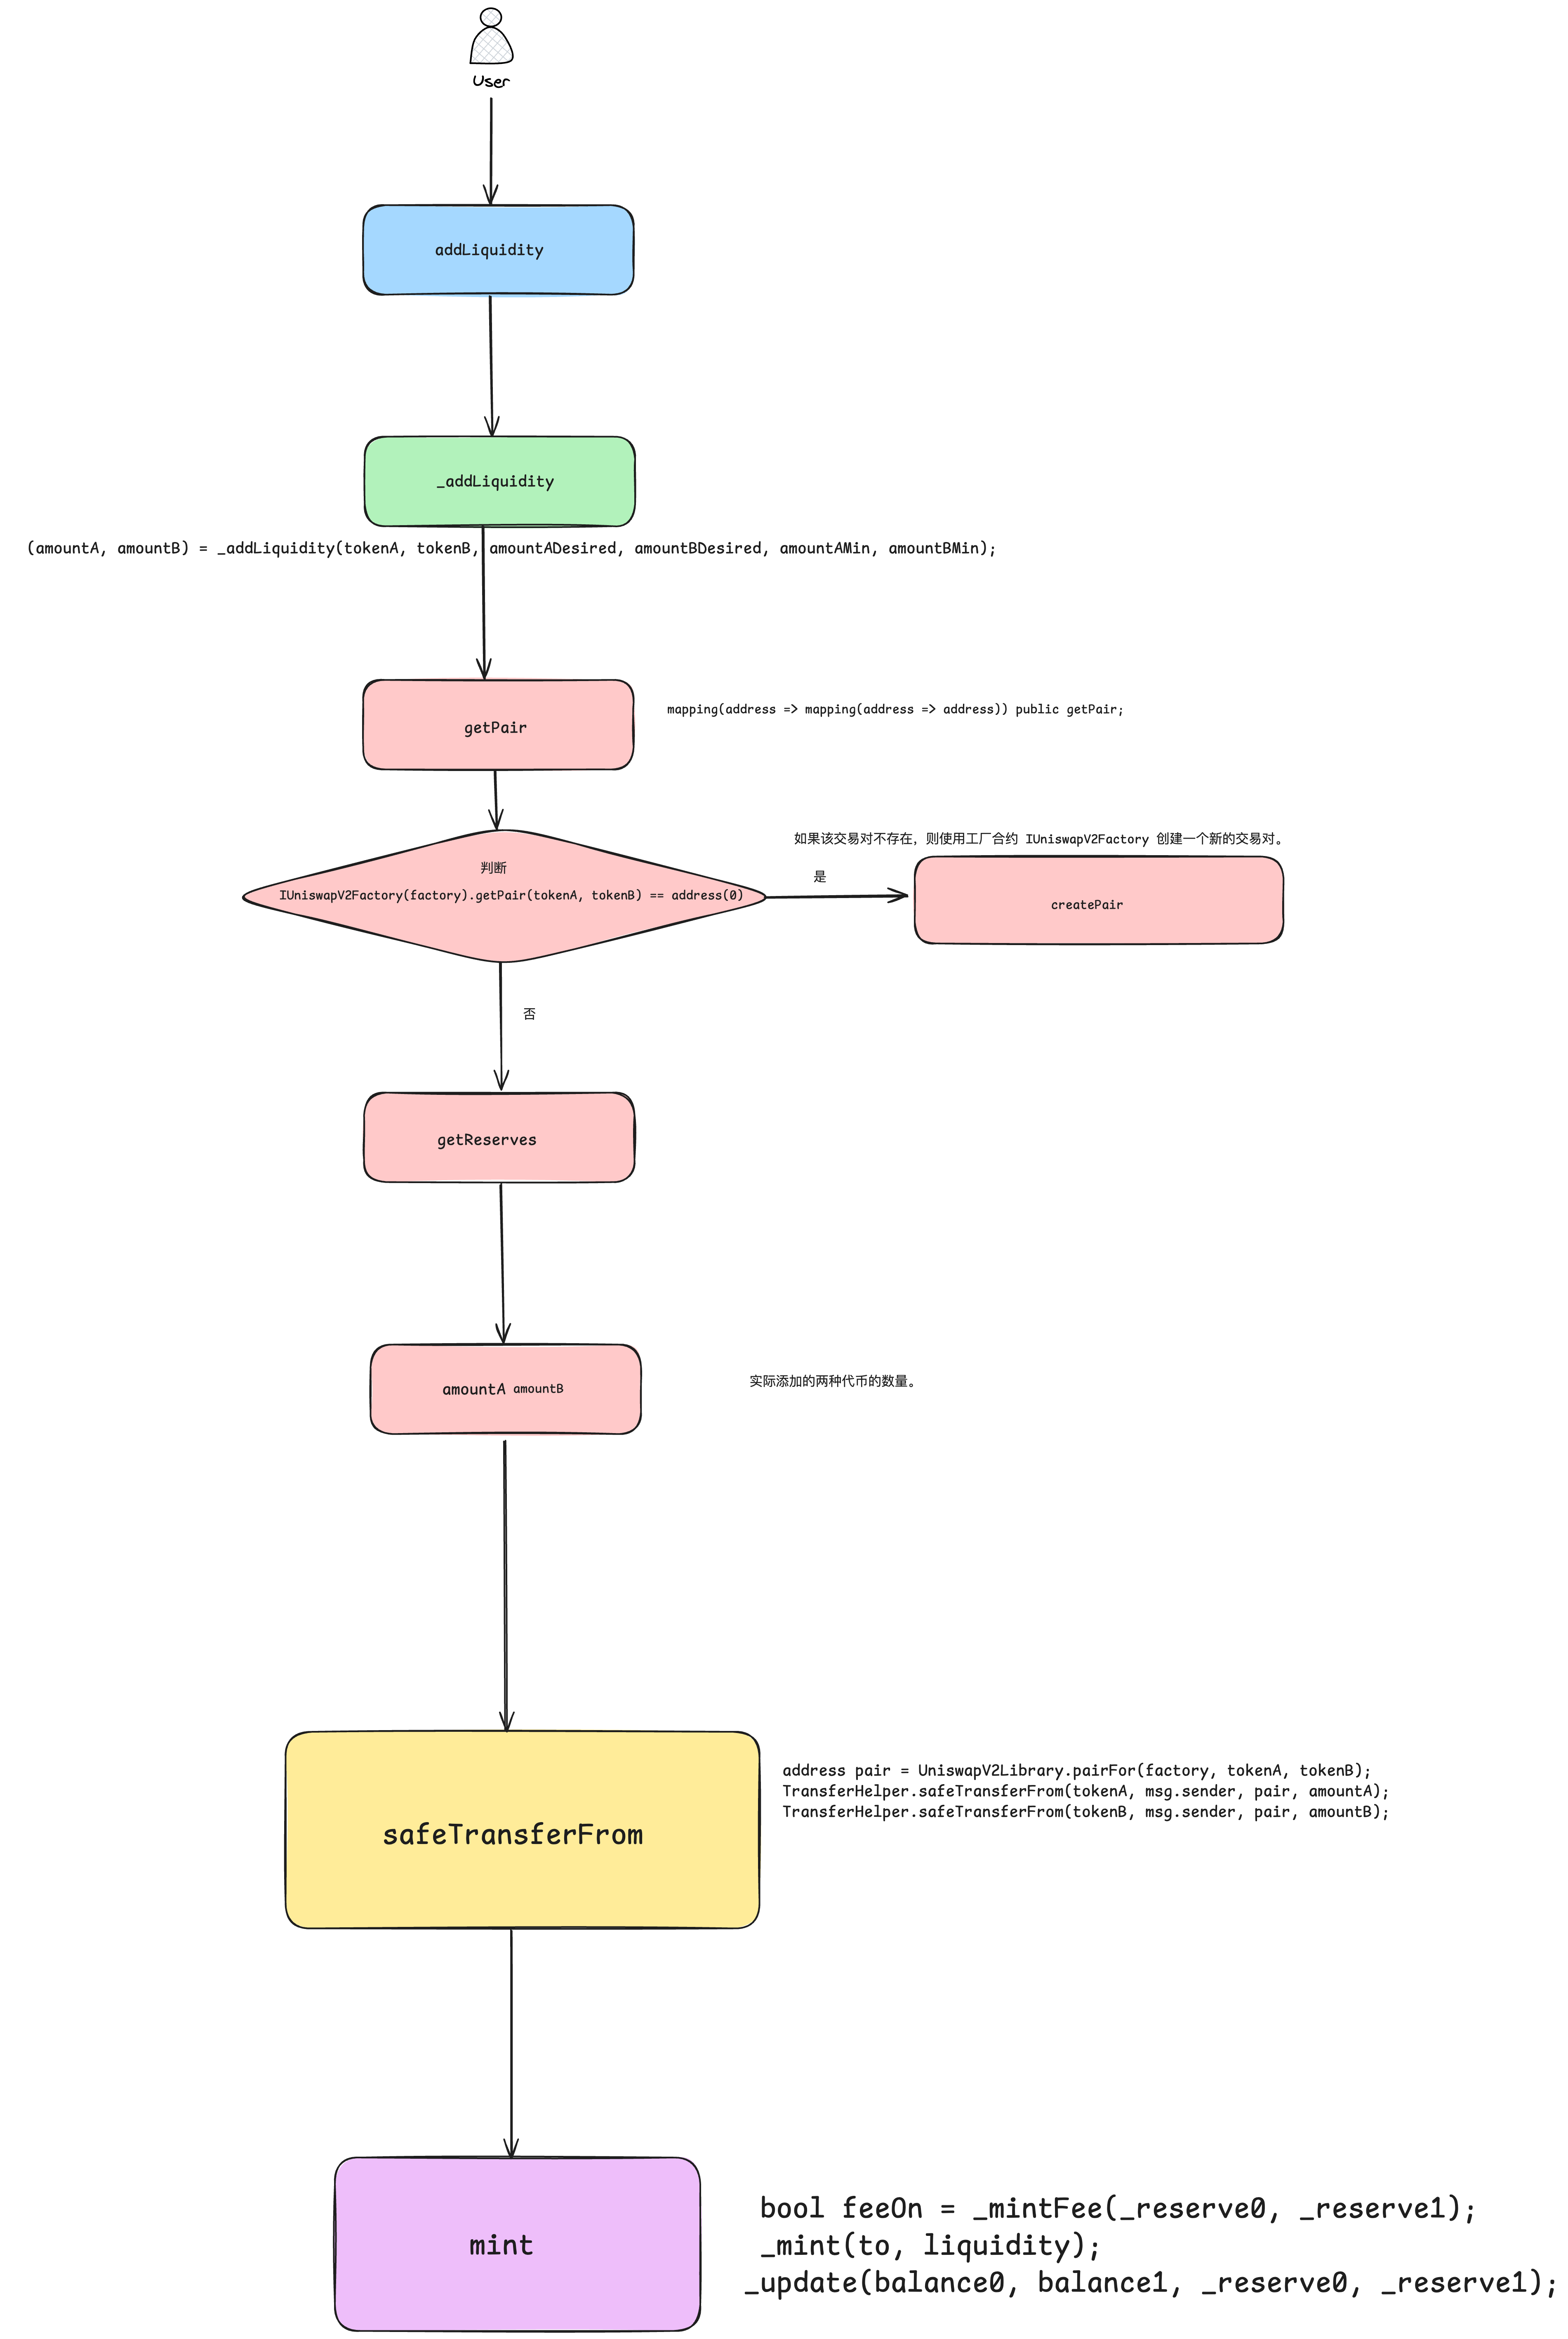 User
addLiquidity
_addLiquidity
(amountA, amountB) = _addLiquidity(tokenA, tokenB, amountADesired, amountBDesired, amountAMin, amountBMin);
getPair
mapping(address => mapping(address => address)) public getPair;
如果该交易对不存在，则使用工厂合约 IUniswapV2Factory 创建一个新的交易对。
判断
IUniswapV2Factory(factory).getPair(tokenA, tokenB) == address(0)
是
createPair
否
getReserves
amountA amountB
实际添加的两种代币的数量。
safeTransferFrom
address pair = UniswapV2Library.pairFor(factory, tokenA, tokenB);
TransferHelper.safeTransferFrom(tokenA, msg.sender, pair, amountA);
TransferHelper.safeTransferFrom(tokenB, msg.sender, pair, amountB);
mint
bool feeOn = _mintFee(_reserve0, _reserve1);
_mint(to, liquidity);
_update(balance0, balance1, _reserve0, _reserve1);